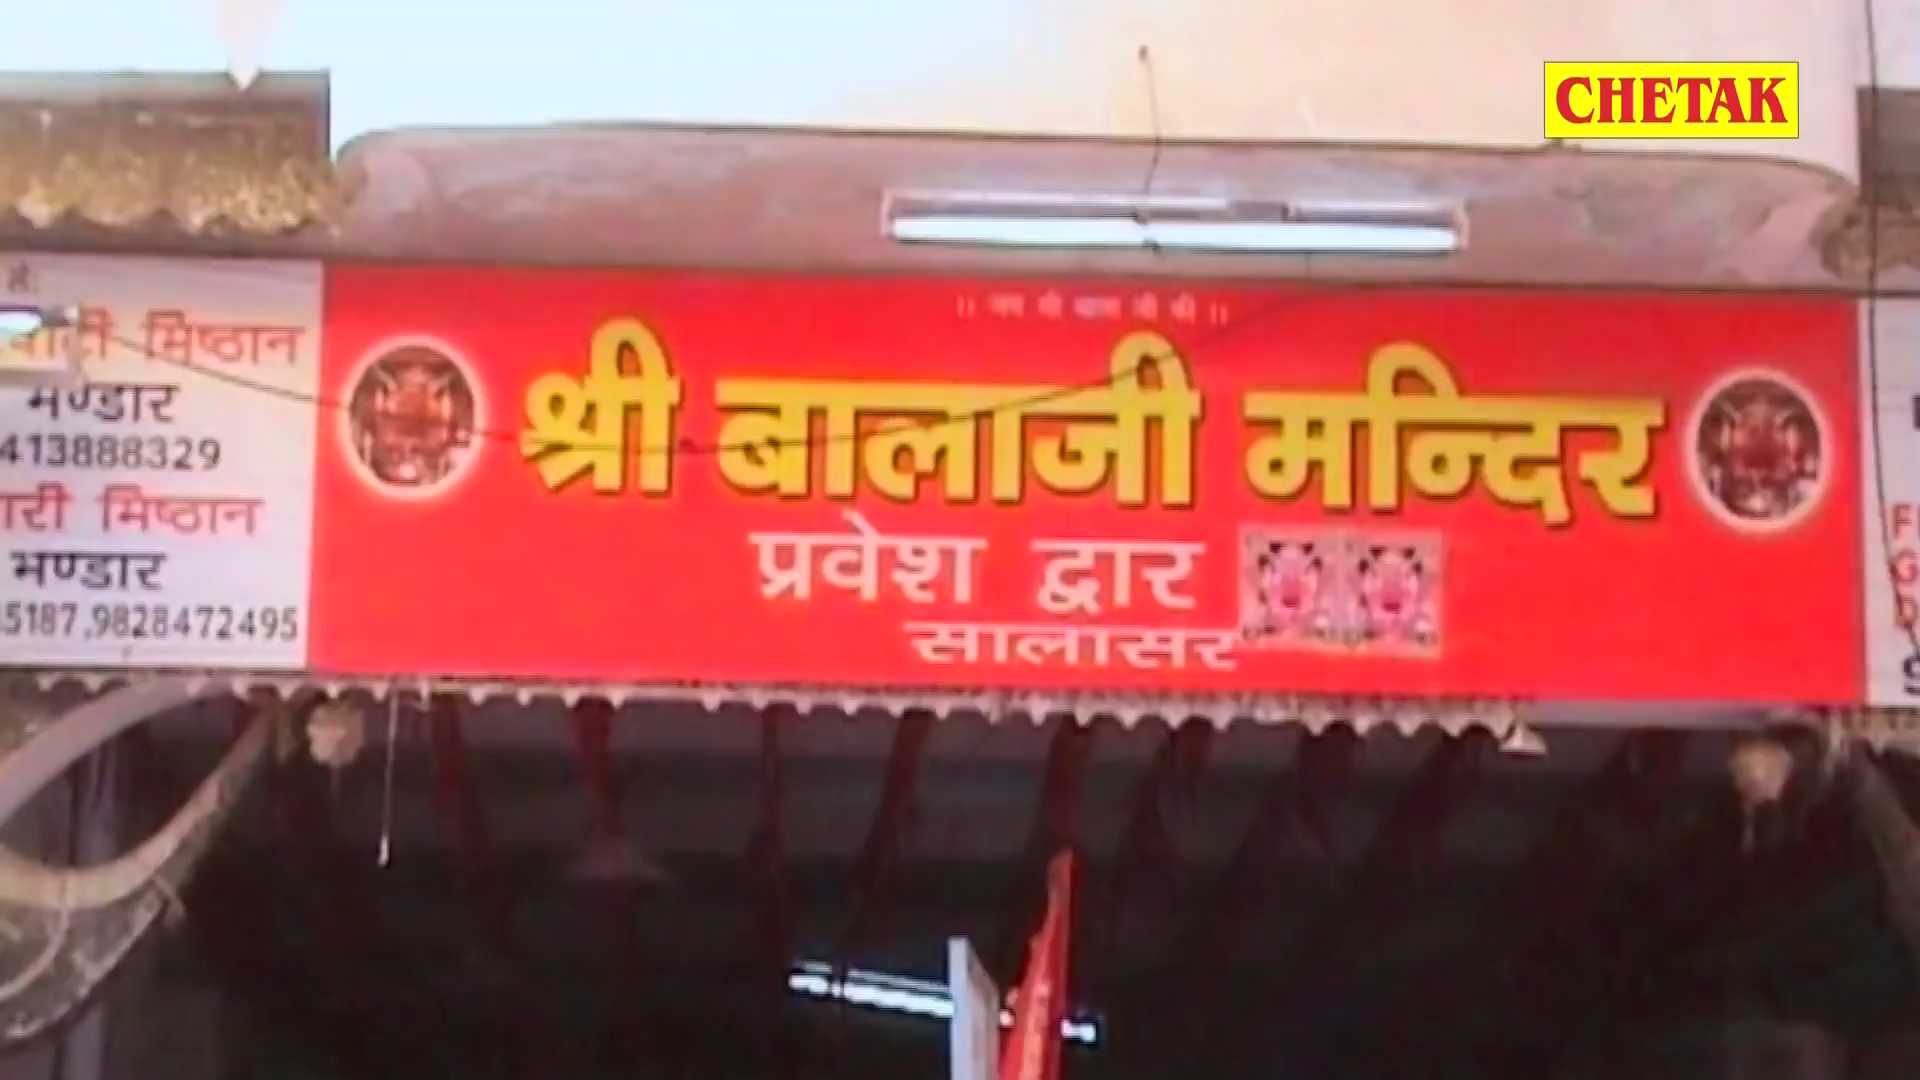 CHETAK
श्री बालाजी मन्दिर
प्रवेश द्वार
सालासर
मिष्ठान
भण्डार
413888329
मिष्ठान
भण्डार
5187,9828472495